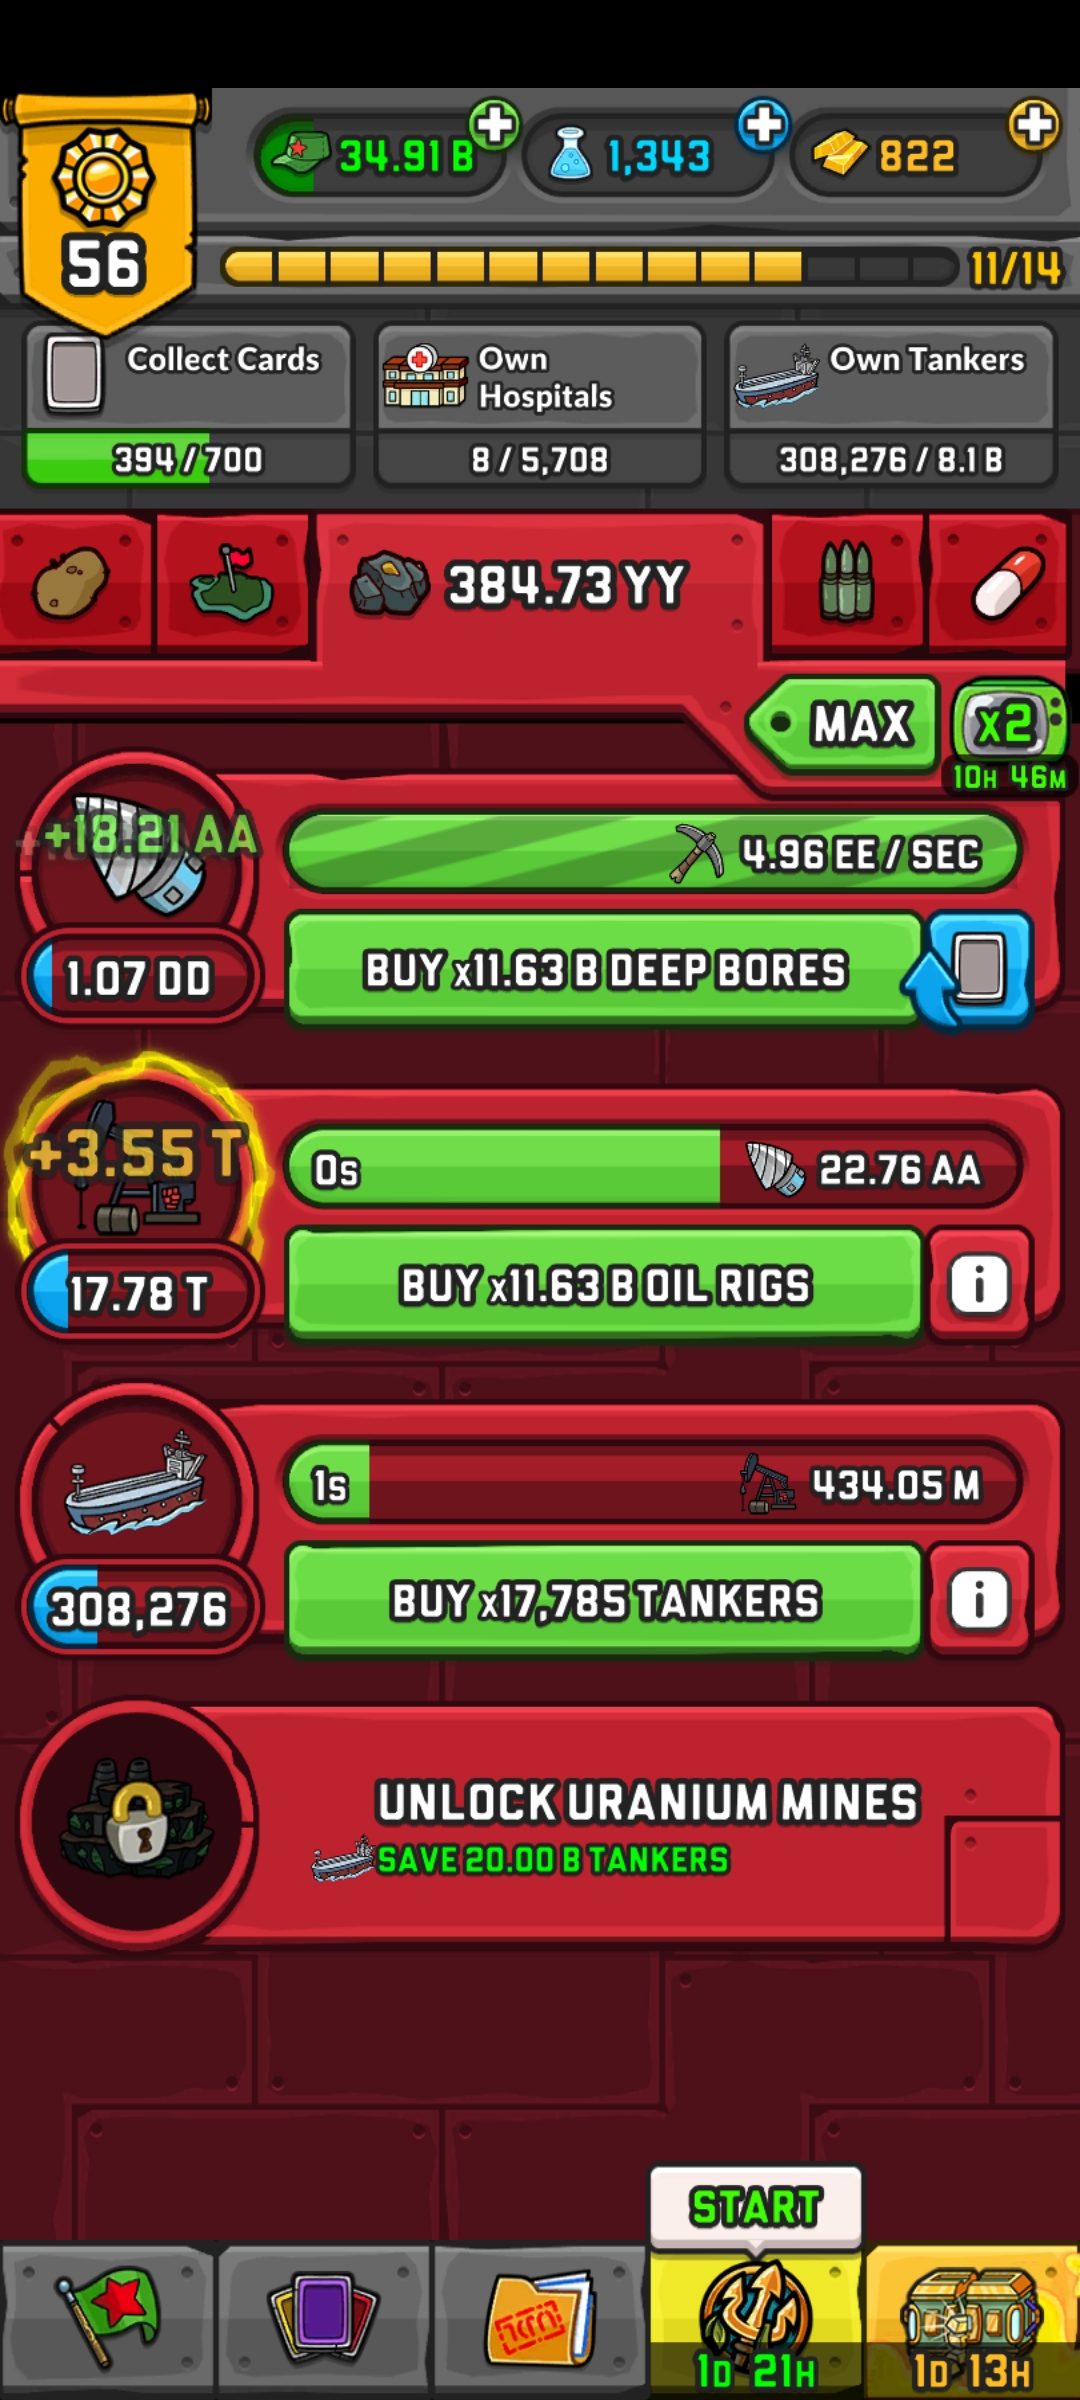 56
34.91 B
1,343
822
11/14
Collect Cards
394 / 700
Own
Hospitals
8 / 5,708
Own Tankers
308,276 / 8.1 B
384.73 YY
MAX
x2
10H 46M
+18.21 AA
4.96 EE / SEC
1.07 DD
BUY x11.63 B DEEP BORES
+3.55 T
0s
22.76 AA
17.78 T
BUY x11.63 B OIL RIGS
i
1s
434.05 M
308,276
BUY x17,785 TANKERS
i
UNLOCK URANIUM MINES
SAVE 20.00 B TANKERS
START
1D 21H
1D 13H